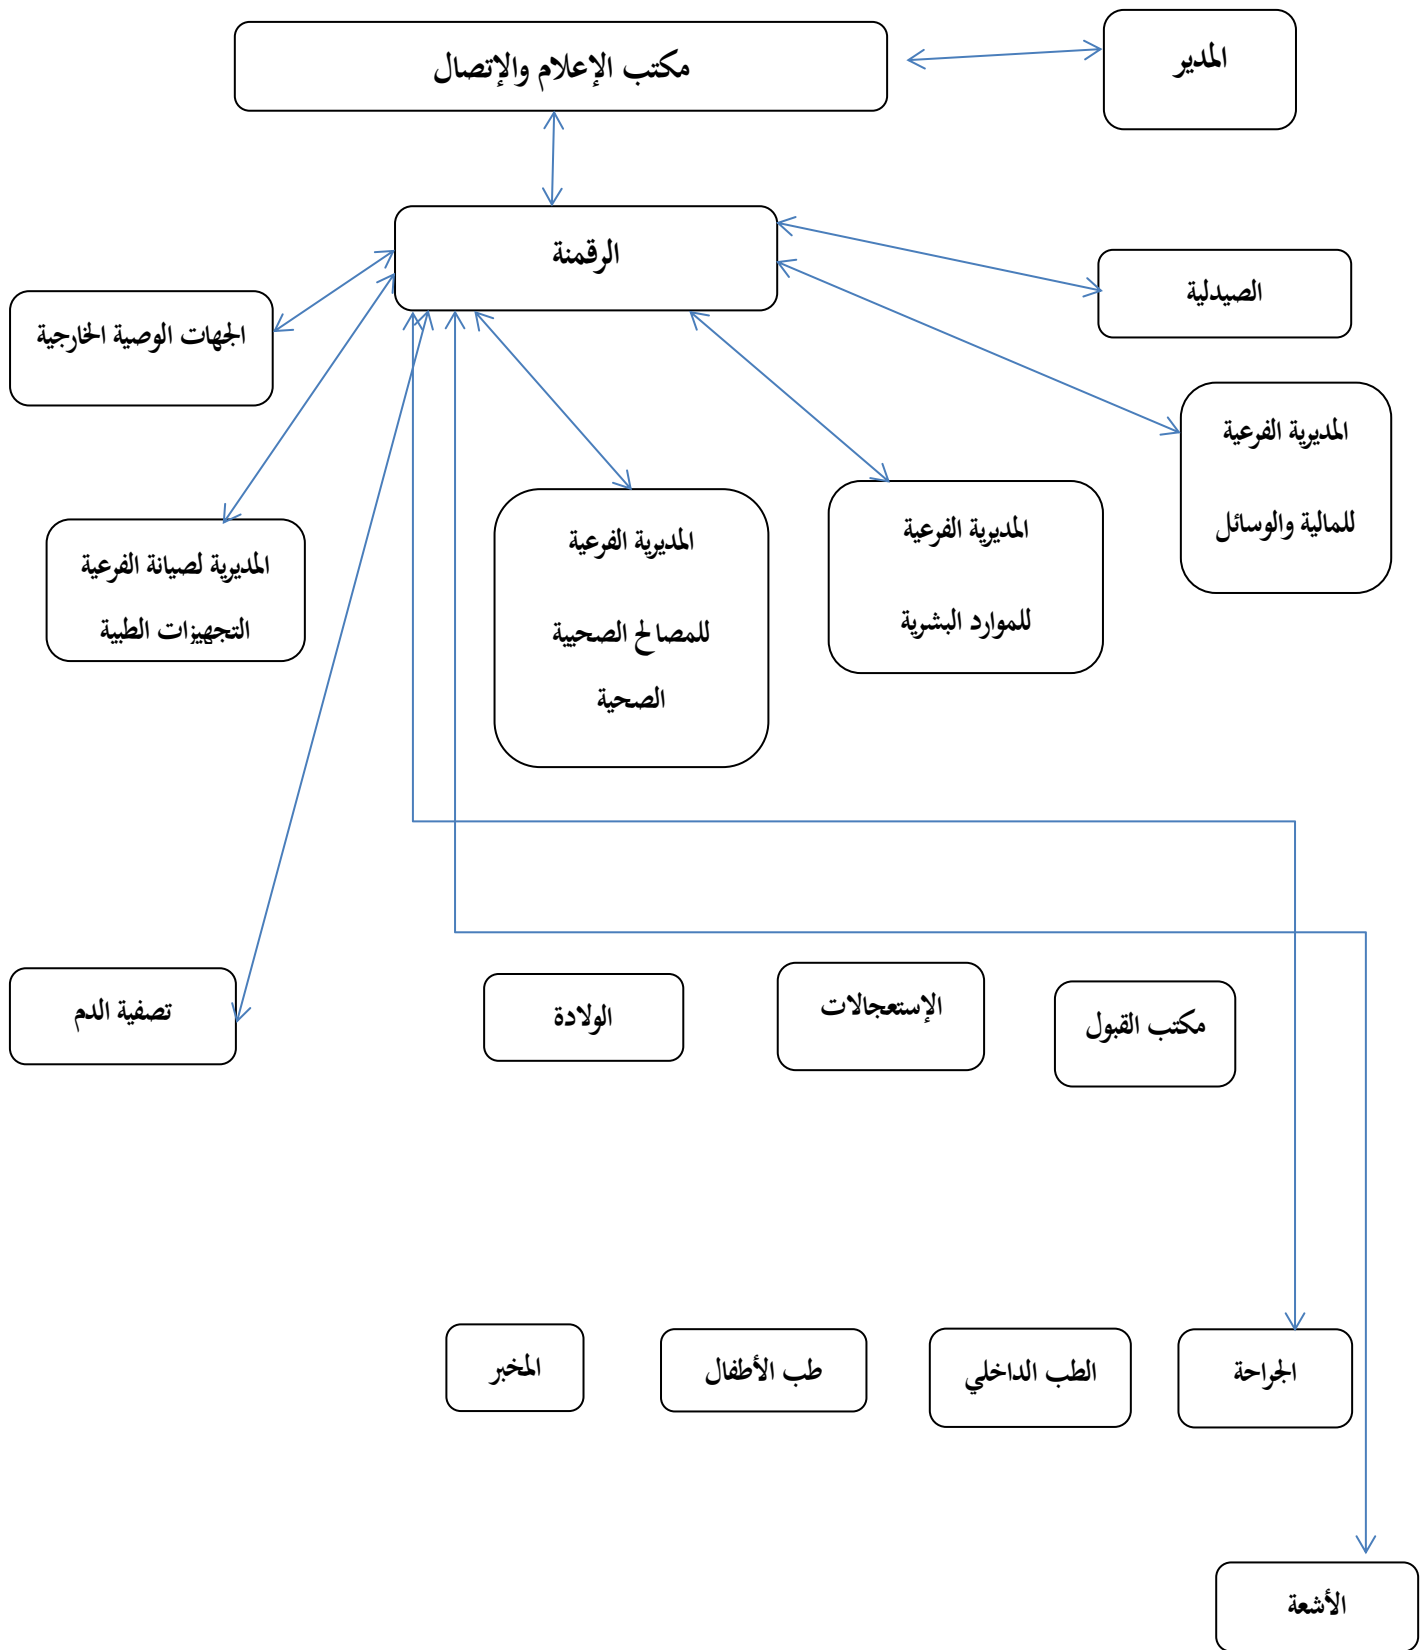 المدير
مكتب الإعلام والإتصال
الرقمنة
الصيدلية
الجهات الوصية الخارجية
المديرية الفرعية
للمالية والوسائل
المديرية الفرعية
للموارد البشرية
المديرية الفرعية
للمصالح الصحيية
الصحية
المديرية لصيانة الفرعية
التجهيزات الطبية
مكتب القبول
الإستعجالات
الولادة
تصفية الدم
الجراحة
الطب الداخلي
طب الأطفال
المخبر
الأشعة